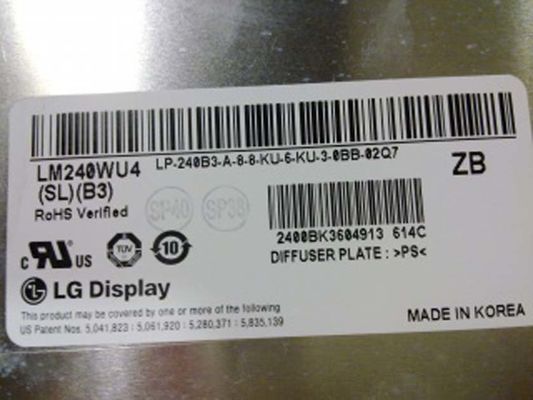 LM240WU4
LP-240B3-A-8-8-KU-6-KU-3-0BB-02Q7
ZB
(SL)(B3)
RoHS Verified
SP40
SP38
2400BK3604913 614C
DIFFUSER PLATE : >PS<
c RU US
TÜV
10
LG Display
MADE IN KOREA
This product may be covered by one or more of the following
US Patent Nos. 5,041,823 : 5,061,920 : 5,280,371 : 5,835,139